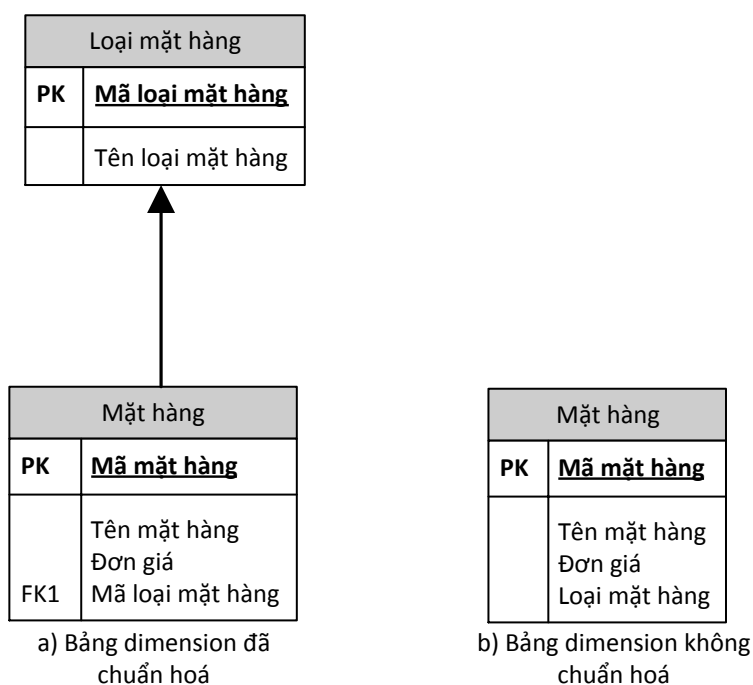 Loại mặt hàng
PK Mã loại mặt hàng
Tên loại mặt hàng
Mặt hàng
PK Mã mặt hàng
Tên mặt hàng
Đơn giá
FK1 Mã loại mặt hàng
a) Bảng dimension đã
chuẩn hoá
Mặt hàng
PK Mã mặt hàng
Tên mặt hàng
Đơn giá
Loại mặt hàng
b) Bảng dimension không
chuẩn hoá